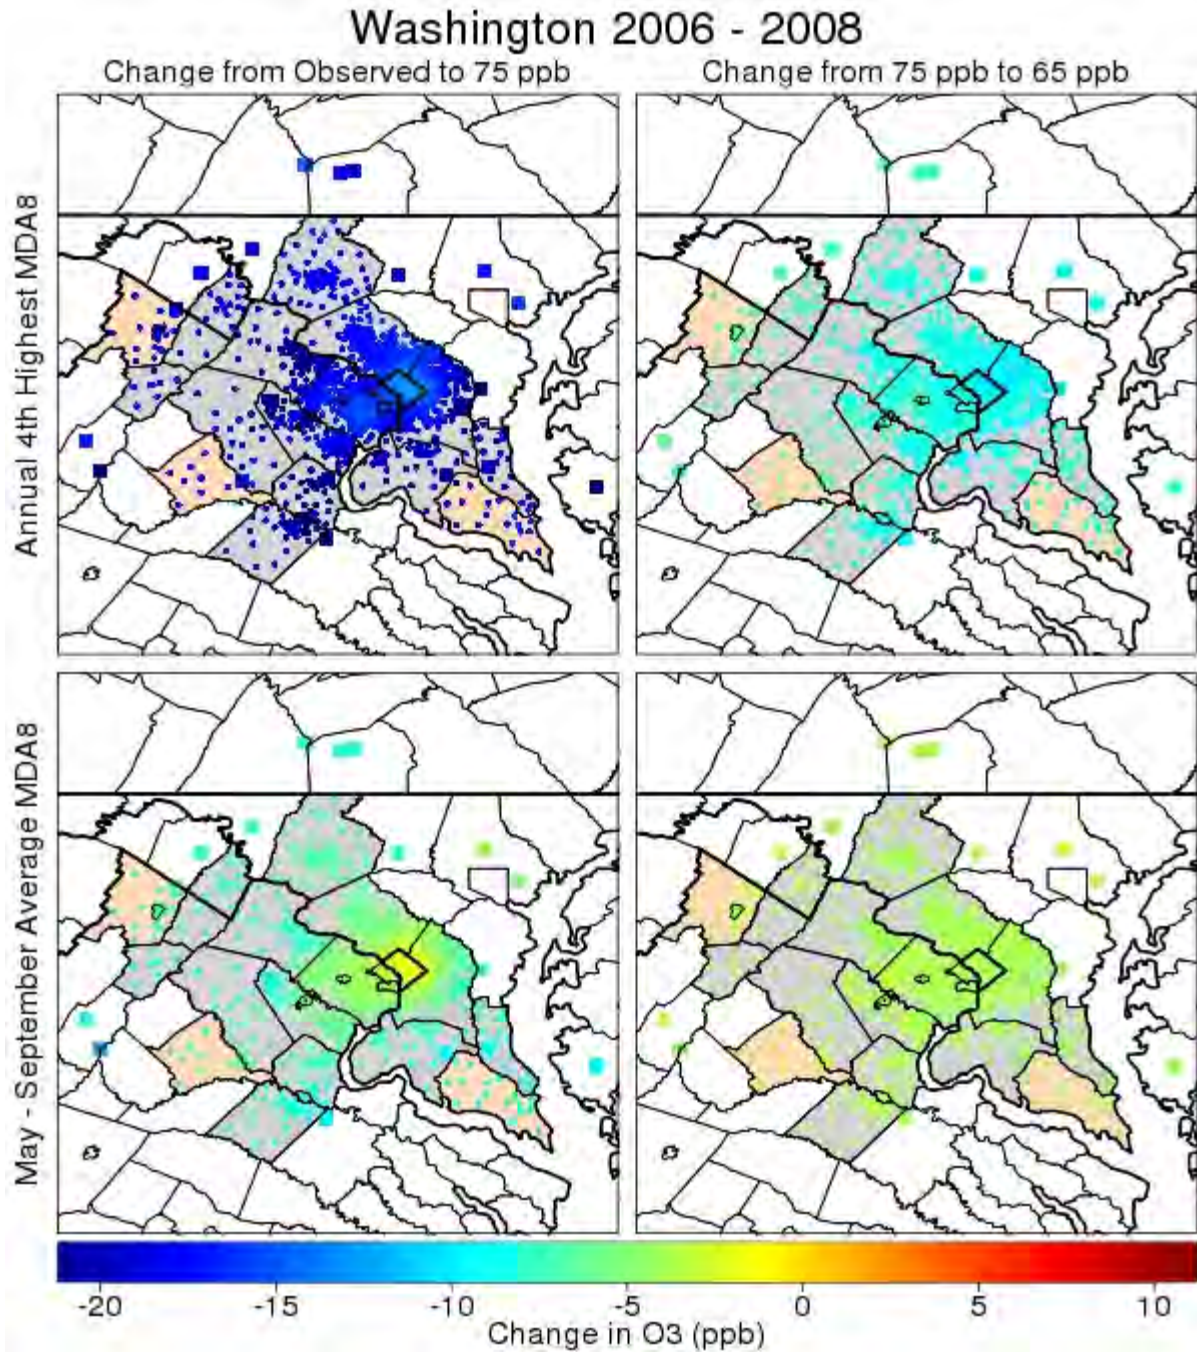 Washington 2006 - 2008
Change from Observed to 75 ppb
Change from 75 ppb to 65 ppb
Annual 4th Highest MDA8
May - September Average MDA8
-20 -15 -10 -5 0 5 10
Change in O3 (ppb)